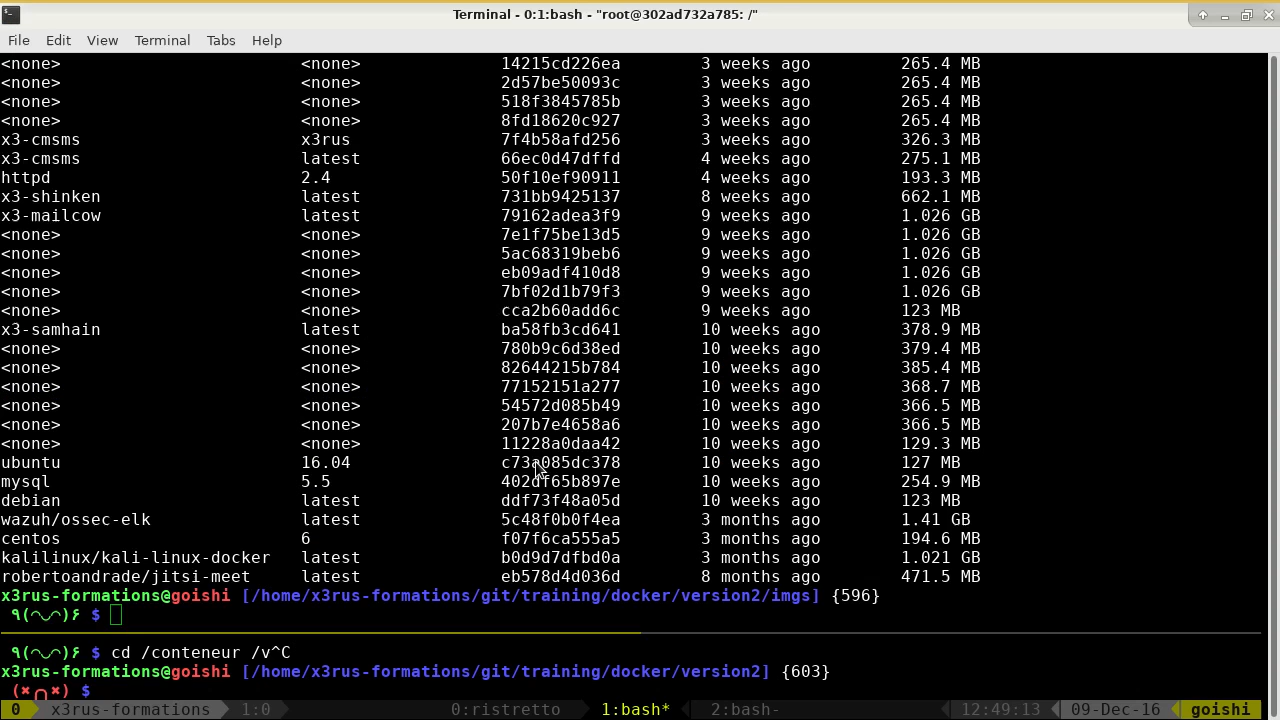 Terminal - 0:1:bash - "root@302ad732a785: /"
File Edit View Terminal Tabs Help
<none> <none> 14215cd226ea 3 weeks ago 265.4 MB
<none> <none> 2d57be50093c 3 weeks ago 265.4 MB
<none> <none> 518f3845785b 3 weeks ago 265.4 MB
<none> <none> 8fd18620c927 3 weeks ago 265.4 MB
x3-cmsms x3rus 7f4b58afd256 3 weeks ago 326.3 MB
x3-cmsms latest 66ec0d47dffd 4 weeks ago 275.1 MB
httpd 2.4 50f10ef90911 4 weeks ago 193.3 MB
x3-shinken latest 731bb9425137 8 weeks ago 662.1 MB
x3-mailcow latest 79162adea3f9 9 weeks ago 1.026 GB
<none> <none> 7e1f75be13d5 9 weeks ago 1.026 GB
<none> <none> 5ac68319beb6 9 weeks ago 1.026 GB
<none> <none> eb09adf410d8 9 weeks ago 1.026 GB
<none> <none> 7bf02d1b79f3 9 weeks ago 1.026 GB
<none> <none> cca2b60add6c 9 weeks ago 123 MB
x3-samhain latest ba58fb3cd641 10 weeks ago 378.9 MB
<none> <none> 780b9c6d38ed 10 weeks ago 379.4 MB
<none> <none> 82644215b784 10 weeks ago 385.4 MB
<none> <none> 77152151a277 10 weeks ago 368.7 MB
<none> <none> 54572d085b49 10 weeks ago 366.5 MB
<none> <none> 207b7e4658a6 10 weeks ago 366.5 MB
<none> <none> 11228a0daa42 10 weeks ago 129.3 MB
ubuntu 16.04 c73a085dc378 10 weeks ago 127 MB
mysql 5.5 402df65b897e 10 weeks ago 254.9 MB
debian latest ddf73f48a05d 10 weeks ago 123 MB
wazuh/ossec-elk latest 5c48f0b0f4ea 3 months ago 1.41 GB
centos 6 f07f6ca555a5 3 months ago 194.6 MB
kalilinux/kali-linux-docker latest b0d9d7dfbd0a 3 months ago 1.021 GB
robertoandrade/jitsi-meet latest eb578d4d036d 8 months ago 471.5 MB
x3rus-formations@goishi [/home/x3rus-formations/git/training/docker/version2/imgs] {596}
٩(◠◡◠)۶ $
٩(◠◡◠)۶ $ cd /conteneur /v^C
x3rus-formations@goishi [/home/x3rus-formations/git/training/docker/version2] {603}
(✖╭╮✖) $
0 x3rus-formations 1:0 0:ristretto 1:bash* 2:bash- 12:49:13 09-Dec-16 goishi